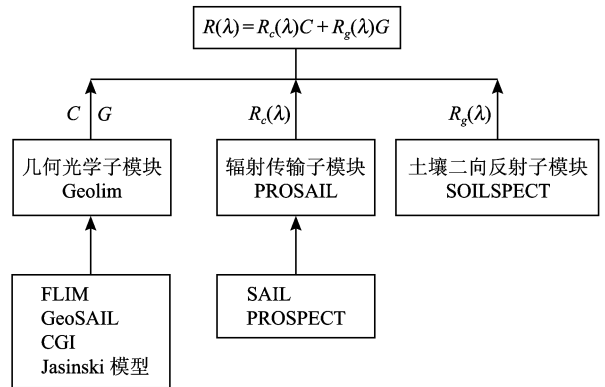 R(λ)=R_c(λ)C+R_g(λ)G
C G
R_c(λ)
R_g(λ)
几何光学子模块
Geolim
辐射传输子模块
PROSAIL
土壤二向反射子模块
SOILSPECT
FLIM
GeoSAIL
CGI
Jasinski 模型
SAIL
PROSPECT